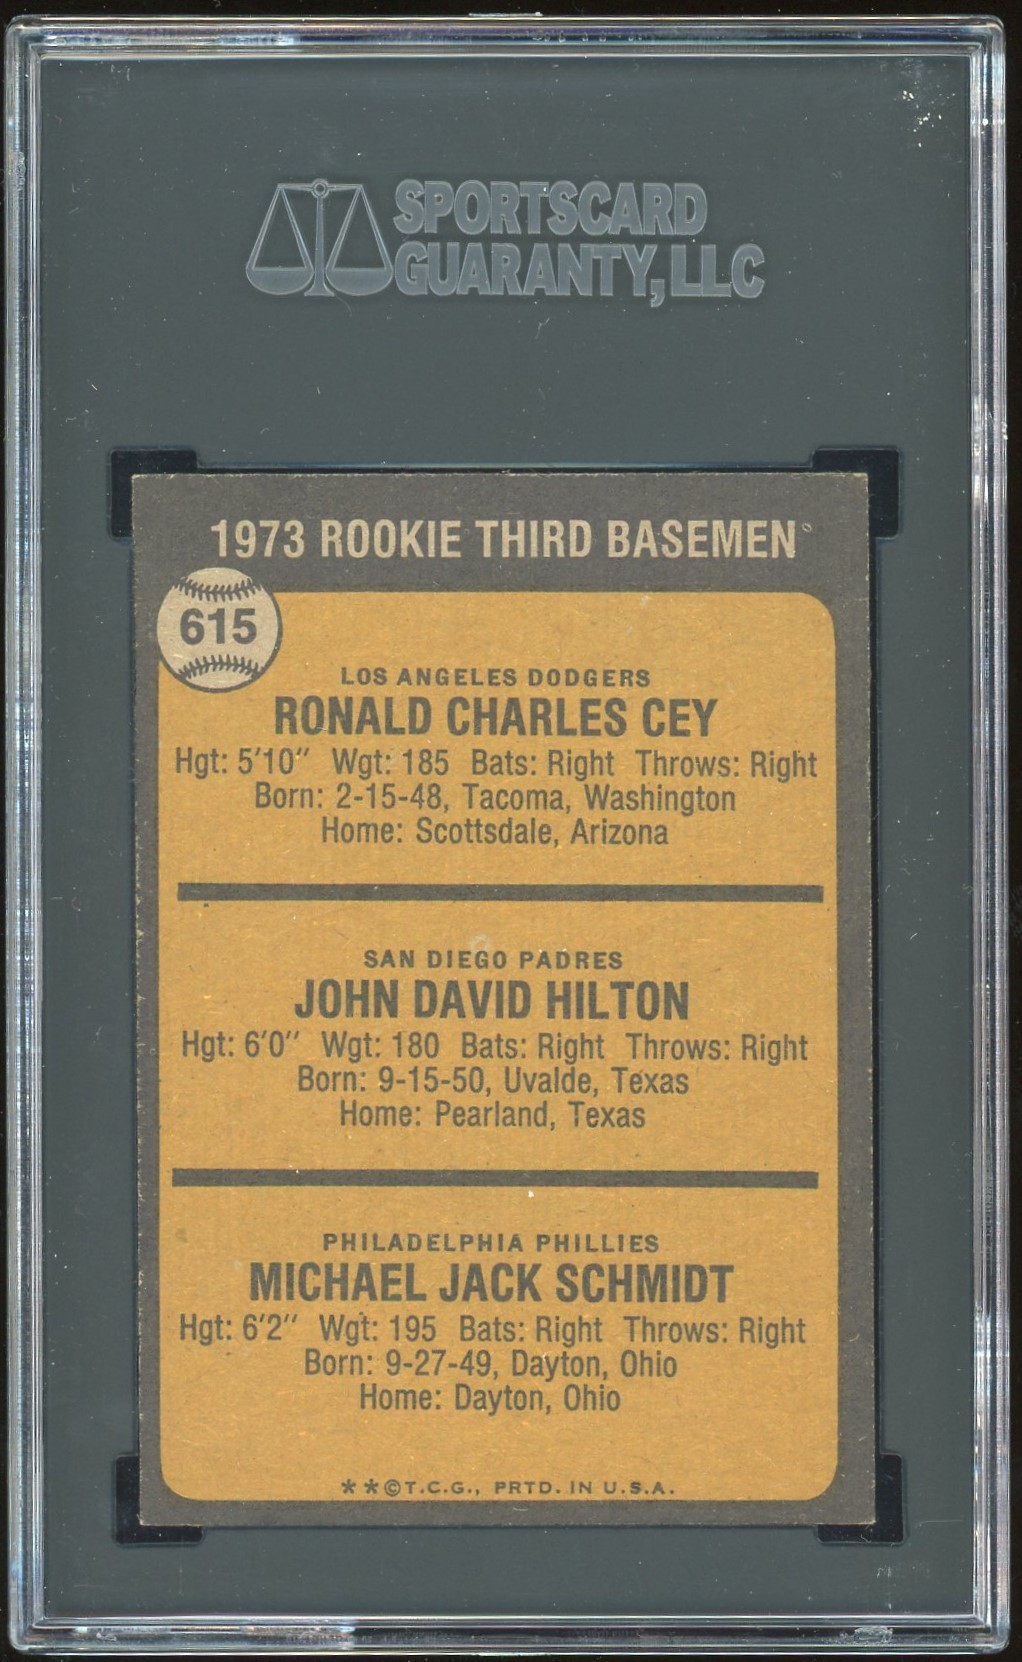 SPORTSCARD
GUARANTY, LLC
1973 ROOKIE THIRD BASEMEN
615
LOS ANGELES DODGERS
RONALD CHARLES CEY
Hgt: 5'10" Wgt: 185 Bats: Right Throws: Right
Born: 2-15-48, Tacoma, Washington
Home: Scottsdale, Arizona
SAN DIEGO PADRES
JOHN DAVID HILTON
Hgt: 6'0" Wgt: 180 Bats: Right Throws: Right
Born: 9-15-50, Uvalde, Texas
Home: Pearland, Texas
PHILADELPHIA PHILLIES
MICHAEL JACK SCHMIDT
Hgt: 6'2" Wgt: 195 Bats: Right Throws: Right
Born: 9-27-49, Dayton, Ohio
Home: Dayton, Ohio
**©T.C.G., PRTD. IN U.S.A.